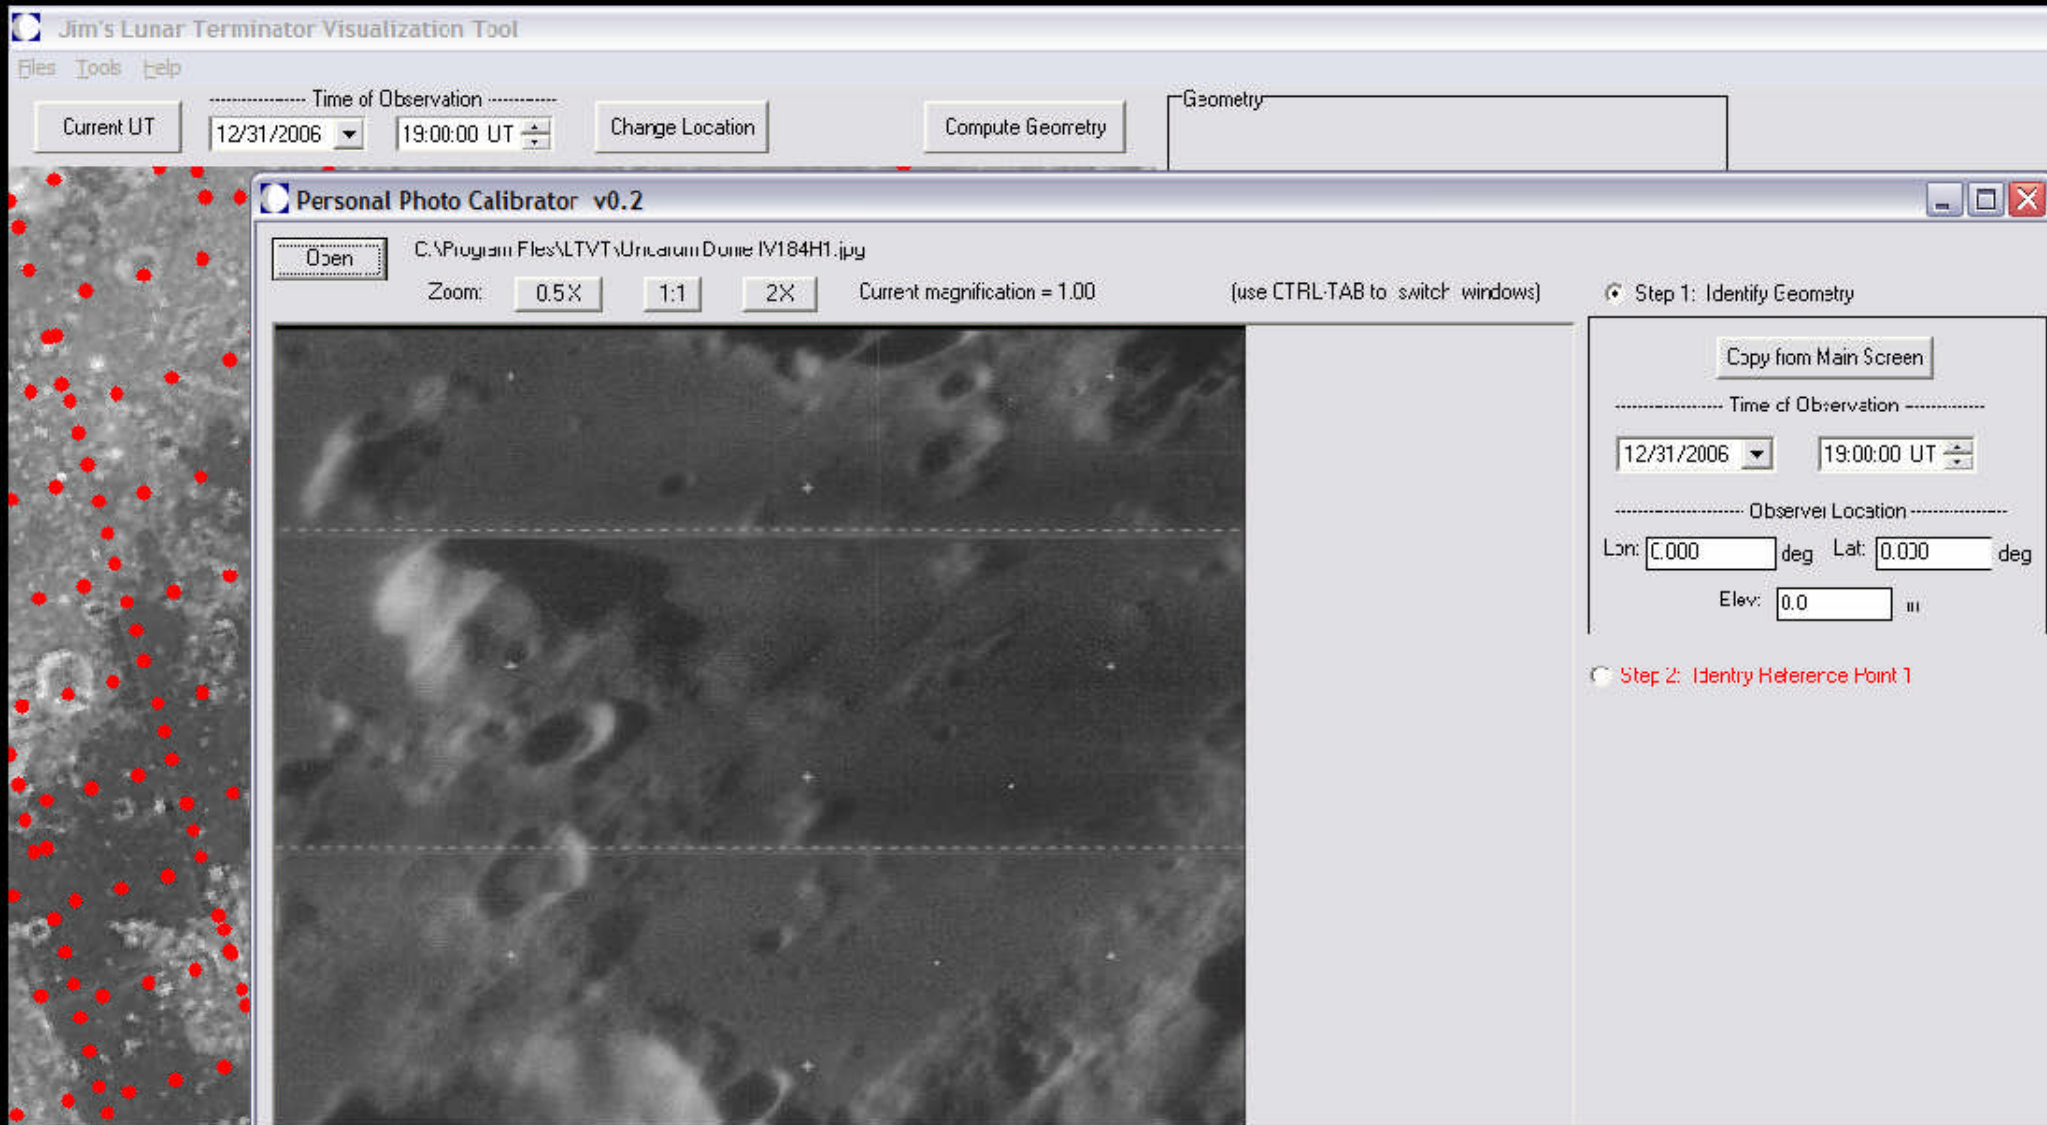 Jim's Lunar Terminator Visualization Tool
Files Tools Help
Time of Observation
Geometry
Current UT 12/31/2006 19:00:00 UT Change Location Compute Geometry
Personal Photo Calibrator v0.2
Open C:\Program Files\LTVT\
Zoom: 0.5X 1:1 2X Current magnification = 1.00 (use CTRL-TAB to switch windows) Step 1: Identify Geometry
Copy from Main Screen
Time of Observation
12/31/2006 19:00:00 UT
Observer Location
Lon: 0.000 deg Lat: 0.000 deg
Elev: 0.0 m
Step 2: Identify Reference Point 1